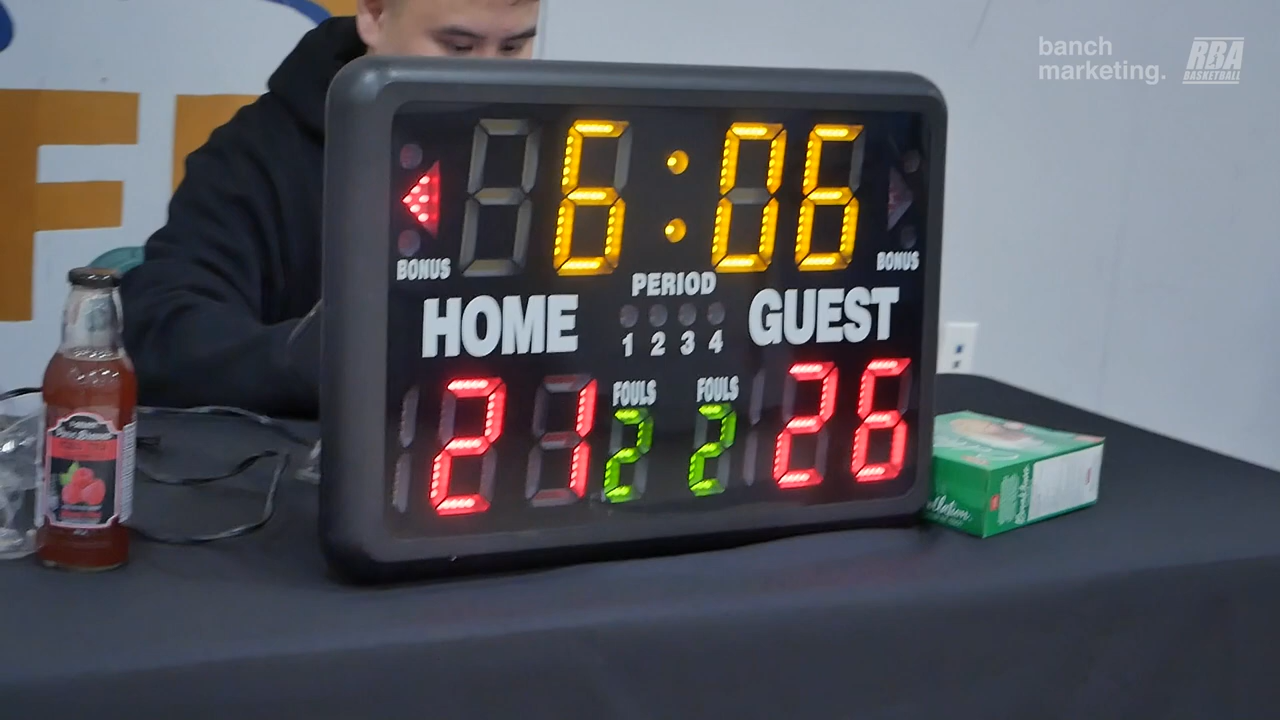 banch
marketing.
RBA
BASKETBALL
6:06
BONUS
BONUS
PERIOD
HOME
GUEST
1 2 3 4
FOULS
FOULS
21
2
2
26